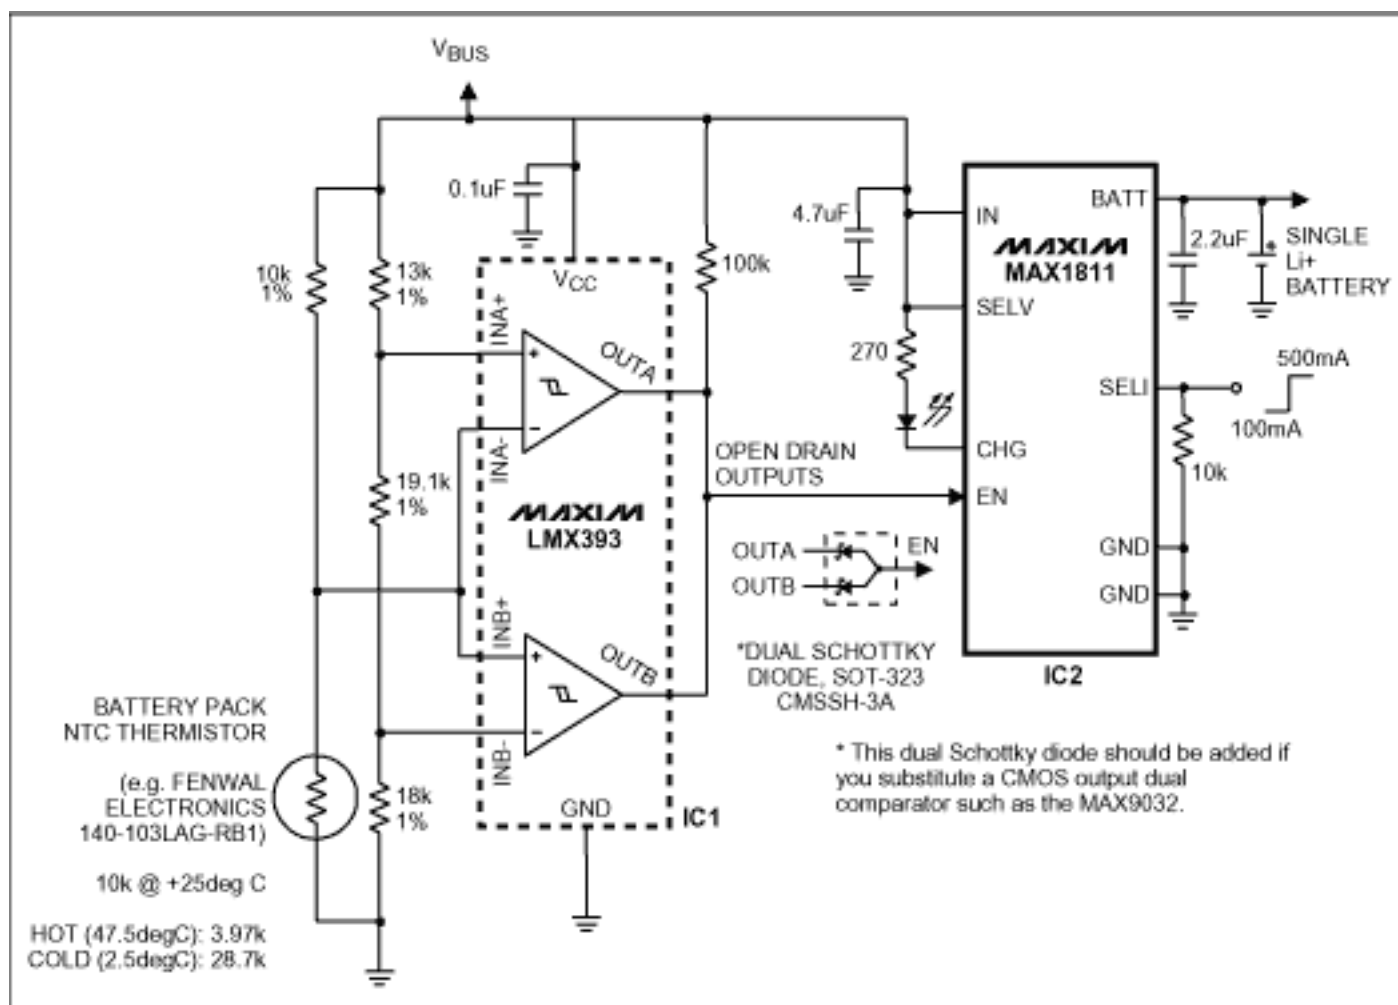 VBUS
0.1uF
10k
1%
13k
1%
VCC
100k
4.7uF
IN
BATT
MAXIM
MAX1811
2.2uF
+
SINGLE
Li+
BATTERY
INA+
+
OUTA
-
INA-
SELV
270
SELI
500mA
100mA
CHG
10k
OPEN DRAIN
OUTPUTS
EN
19.1k
1%
MAXIM
LMX393
OUTA
OUTB
EN
GND
GND
INB+
+
OUTB
-
INB-
*DUAL SCHOTTKY
DIODE, SOT-323
CMSSH-3A
IC2
BATTERY PACK
NTC THERMISTOR
(e.g. FENWAL
ELECTRONICS
140-103LAG-RB1)
18k
1%
GND
IC1
* This dual Schottky diode should be added if
you substitute a CMOS output dual
comparator such as the MAX9032.
10k @ +25deg C
HOT (47.5degC): 3.97k
COLD (2.5degC): 28.7k